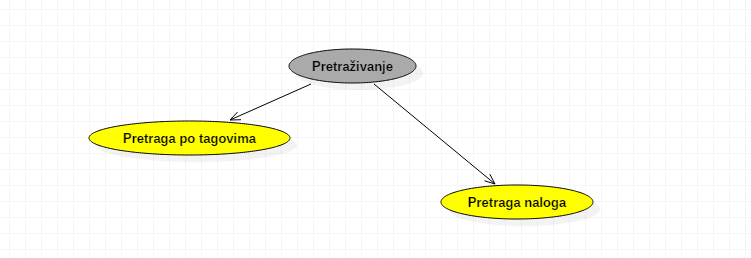 Pretraživanje
Pretraga po tagovima
Pretraga naloga